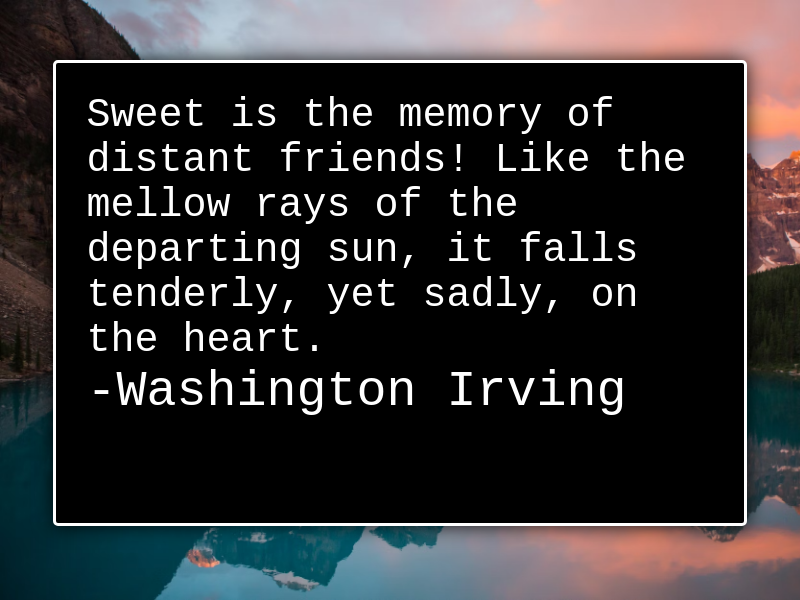 Sweet is the memory of
distant friends! Like the
mellow rays of the
departing sun, it falls
tenderly, yet sadly, on
the heart.
-Washington Irving